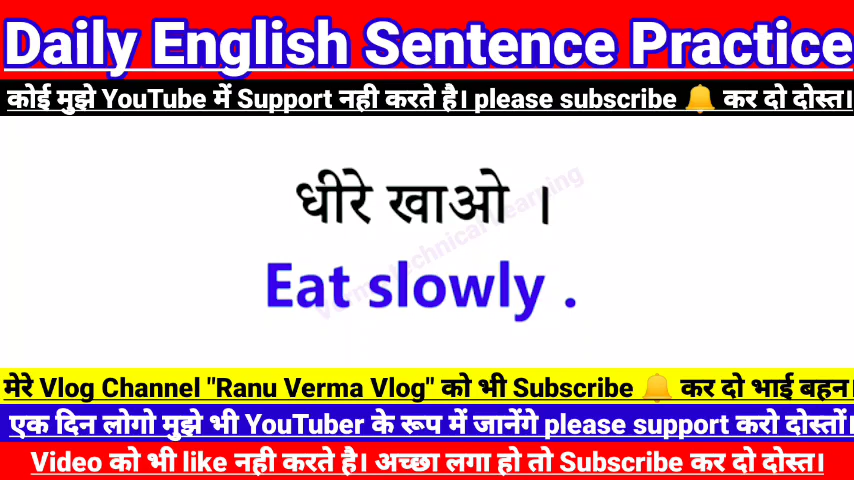 Daily English Sentence Practice
कोई मुझे YouTube में Support नही करते है। please subscribe 🔔 कर दो दोस्त।
धीरे खाओ ।
Eat slowly .
मेरे Vlog Channel "Ranu Verma Vlog" को भी Subscribe 🔔 कर दो भाई बहन।
एक दिन लोगो मुझे भी YouTuber के रूप में जानेंगे please support करो दोस्तों।
Video को भी like नही करते है। अच्छा लगा हो तो Subscribe कर दो दोस्त।